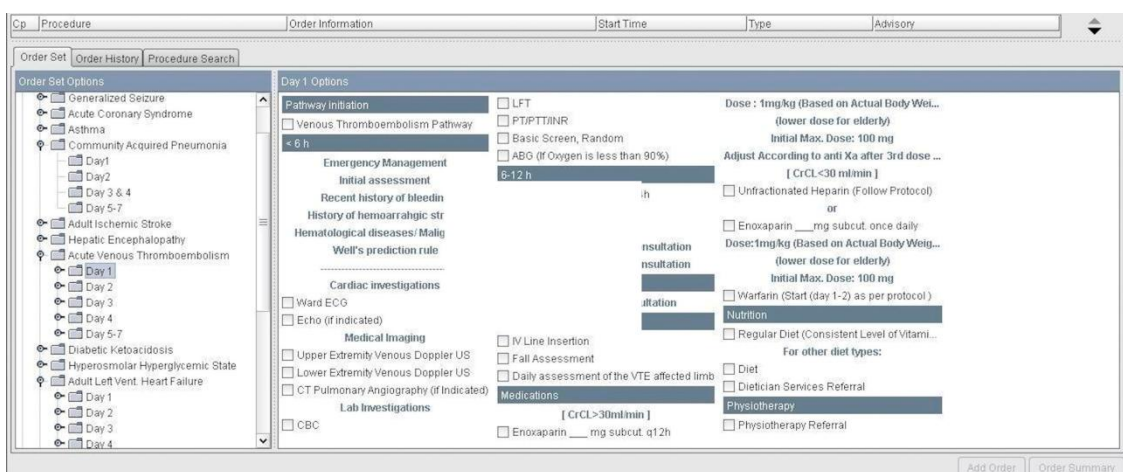 Cp Procedure Order Information Start Time Type Advisory
Order Set Order History Procedure Search
Order Set Options
Generalized Seizure
Acute Coronary Syndrome
Asthma
Community Acquired Pneumonia
Day1
Day2
Day 3 & 4
Day 5-7
Adult Ischemic Stroke
Hepatic Encephalopathy
Acute Venous Thromboembolism
Day 1
Day 2
Day 3
Day 4
Day 5-7
Diabetic Ketoacidosis
Hyperosmolar Hyperglycemic State
Adult Left Vent. Heart Failure
Day 1
Day 2
Day 3
Day 4
Day 1 Options
Pathway initiation
Venous Thromboembolism Pathway
< 6 h
Emergency Management
Initial assessment
Recent history of bleedin
History of hemoarrahgic str
Hematological diseases/ Malig
Well's prediction rule
Cardiac investigations
Ward ECG
Echo (if indicated)
Medical Imaging
Upper Extremity Venous Doppler US
Lower Extremity Venous Doppler US
CT Pulmonary Angiography (if Indicated)
Lab Investigations
CBC
LFT
PT/PTT/INR
Basic Screen, Random
ABG (If Oxygen is less than 90%)
6-12 h
nsultation
nsultation
ultation
IV Line Insertion
Fall Assessment
Daily assessment of the VTE affected limb
Medications
[ CrCL>30ml/min ]
Enoxaparin ___ mg subcut. q12h
Dose : 1mg/kg (Based on Actual Body Wei...
(lower dose for elderly)
Initial Max. Dose: 100 mg
Adjust According to anti Xa after 3rd dose ...
[ CrCL<30 ml/min ]
Unfractionated Heparin (Follow Protocol)
or
Enoxaparin ___mg subcut. once daily
Dose:1mg/kg (Based on Actual Body Weig...
(lower dose for elderly)
Initial Max. Dose: 100 mg
Warfarin (Start (day 1-2) as per protocol )
Nutrition
Regular Diet (Consistent Level of Vitami...
For other diet types:
Diet
Dietician Services Referral
Physiotherapy
Physiotherapy Referral
Add Order Order Summary